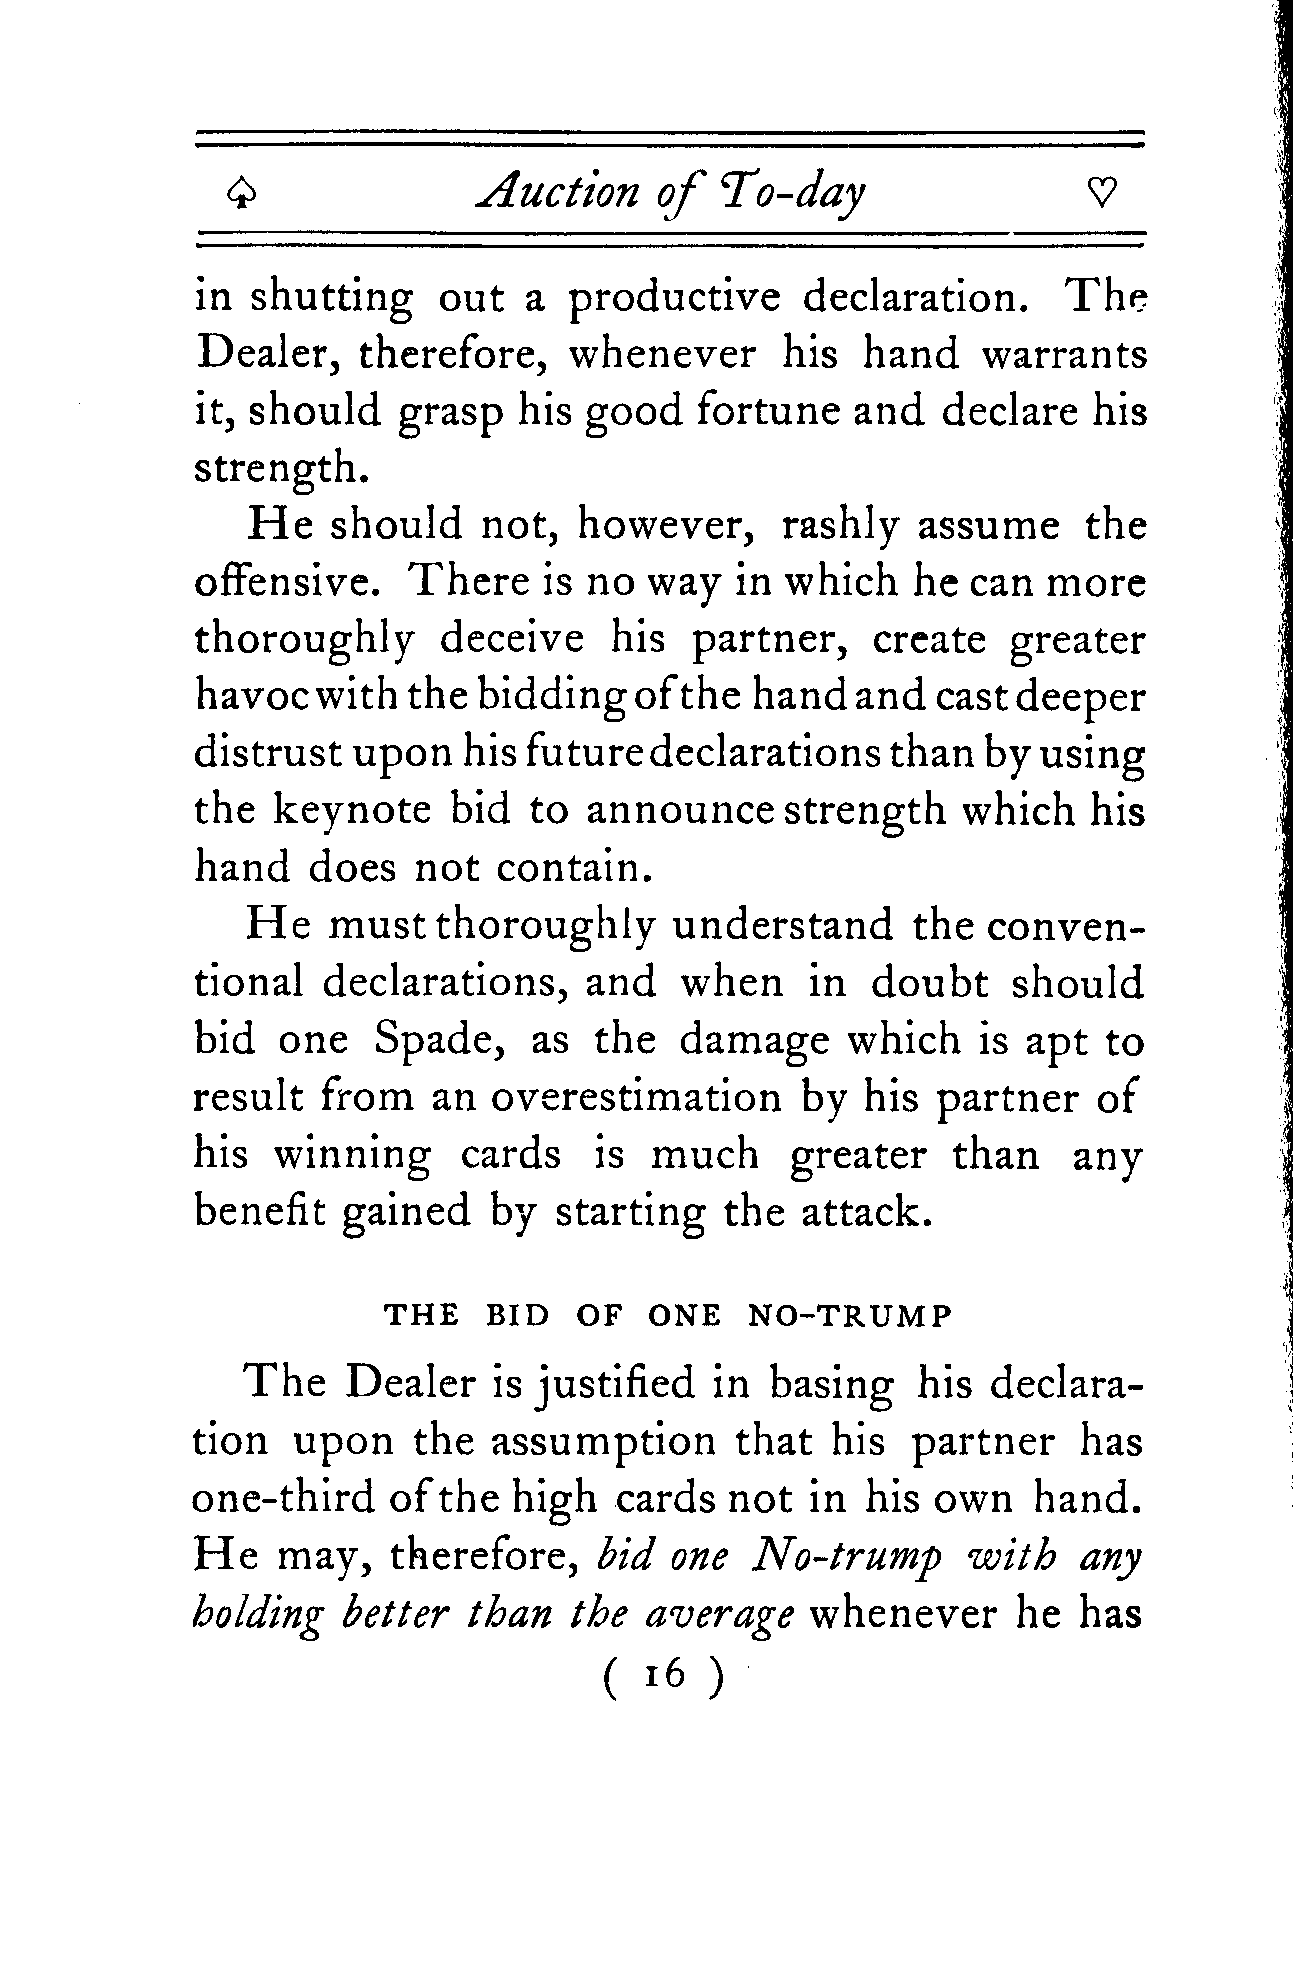 ♤ Auction of To-day ♡
in shutting out a productive declaration. The
Dealer, therefore, whenever his hand warrants
it, should grasp his good fortune and declare his
strength.
He should not, however, rashly assume the
offensive. There is no way in which he can more
thoroughly deceive his partner, create greater
havoc with the bidding of the hand and cast deeper
distrust upon his future declarations than by using
the keynote bid to announce strength which his
hand does not contain.
He must thoroughly understand the conven-
tional declarations, and when in doubt should
bid one Spade, as the damage which is apt to
result from an overestimation by his partner of
his winning cards is much greater than any
benefit gained by starting the attack.
THE BID OF ONE NO-TRUMP
The Dealer is justified in basing his declara-
tion upon the assumption that his partner has
one-third of the high cards not in his own hand.
He may, therefore, bid one No-trump with any
holding better than the average whenever he has
( 16 )